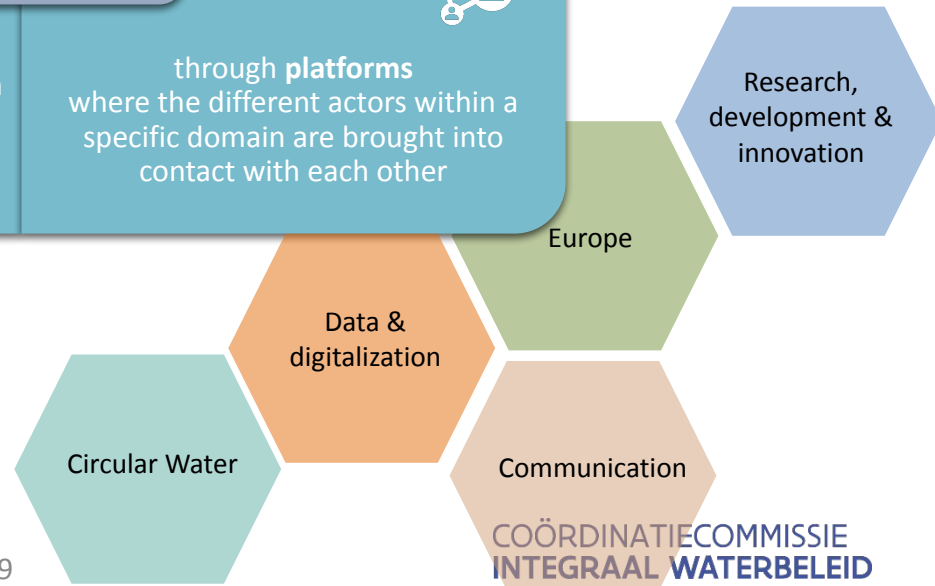 through platforms
where the different actors within a
specific domain are brought into
contact with each other
Research,
development &
innovation
Europe
Data &
digitalization
Circular Water
Communication
COÖRDINATIECOMMISSIE
INTEGRAAL WATERBELEID
9